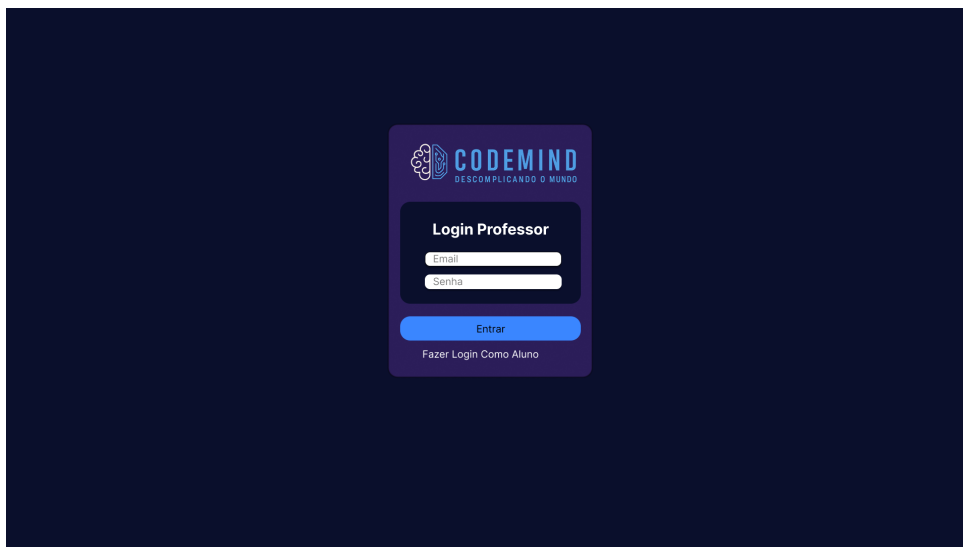 CODEMIND
DESCOMPLICANDO O MUNDO
Login Professor
Email
Senha
Entrar
Fazer Login Como Aluno